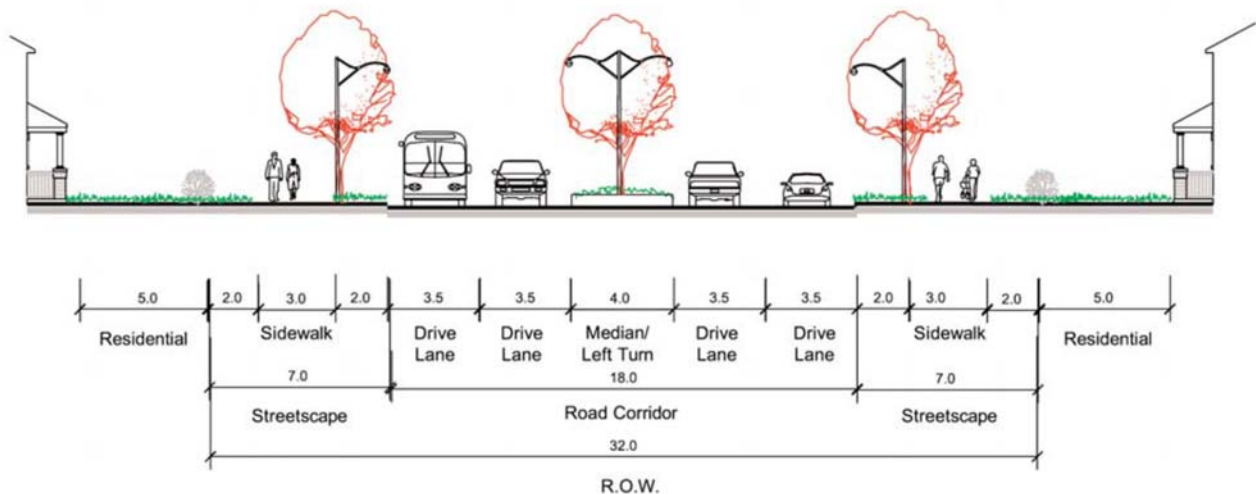 5.0 2.0 3.0 2.0 3.5 3.5 4.0 3.5 3.5 2.0 3.0 2.0 5.0
Residential Sidewalk Drive Lane Drive Lane Median/ Left Turn Drive Lane Drive Lane Sidewalk Residential
7.0 18.0 7.0
Streetscape Road Corridor Streetscape
32.0
R.O.W.